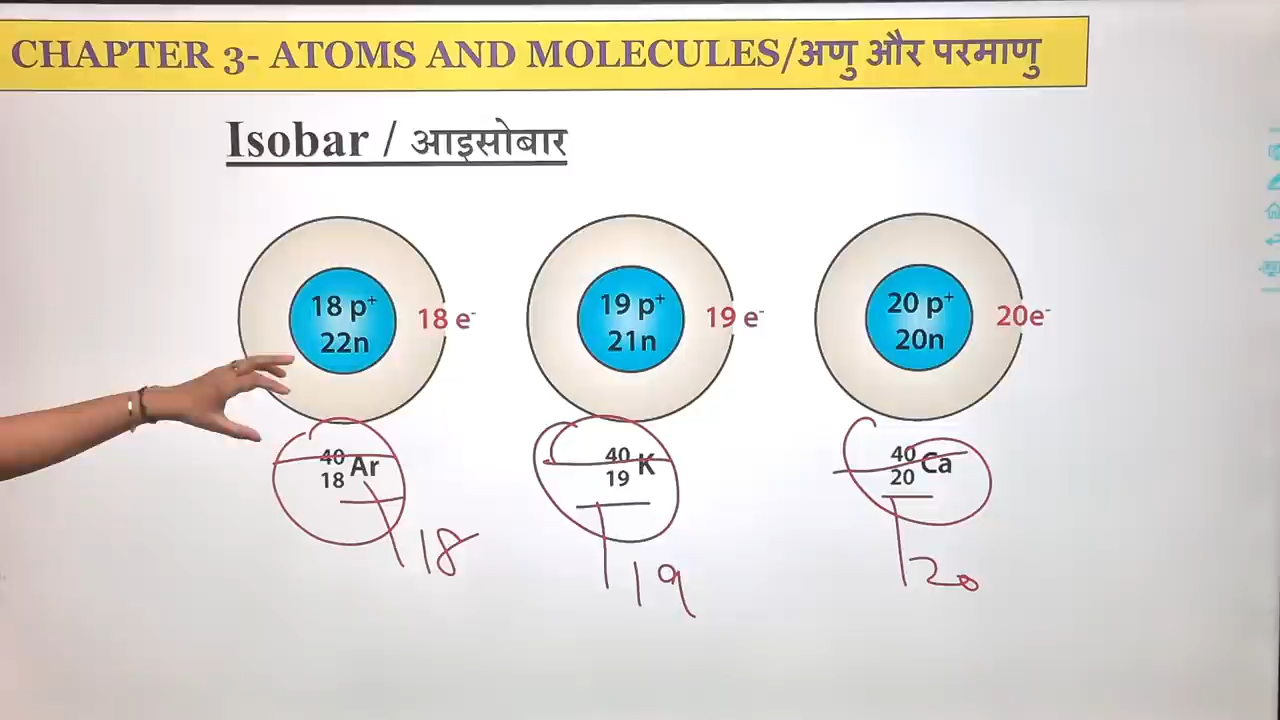 CHAPTER 3- ATOMS AND MOLECULES/अणु और परमाणु
Isobar / आइसोबार
18 p⁺
22n
18 e⁻
19 p⁺
21n
19 e⁻
20 p⁺
20n
20e⁻
40
18 Ar
40
19 K
40
20 Ca
18
19
20